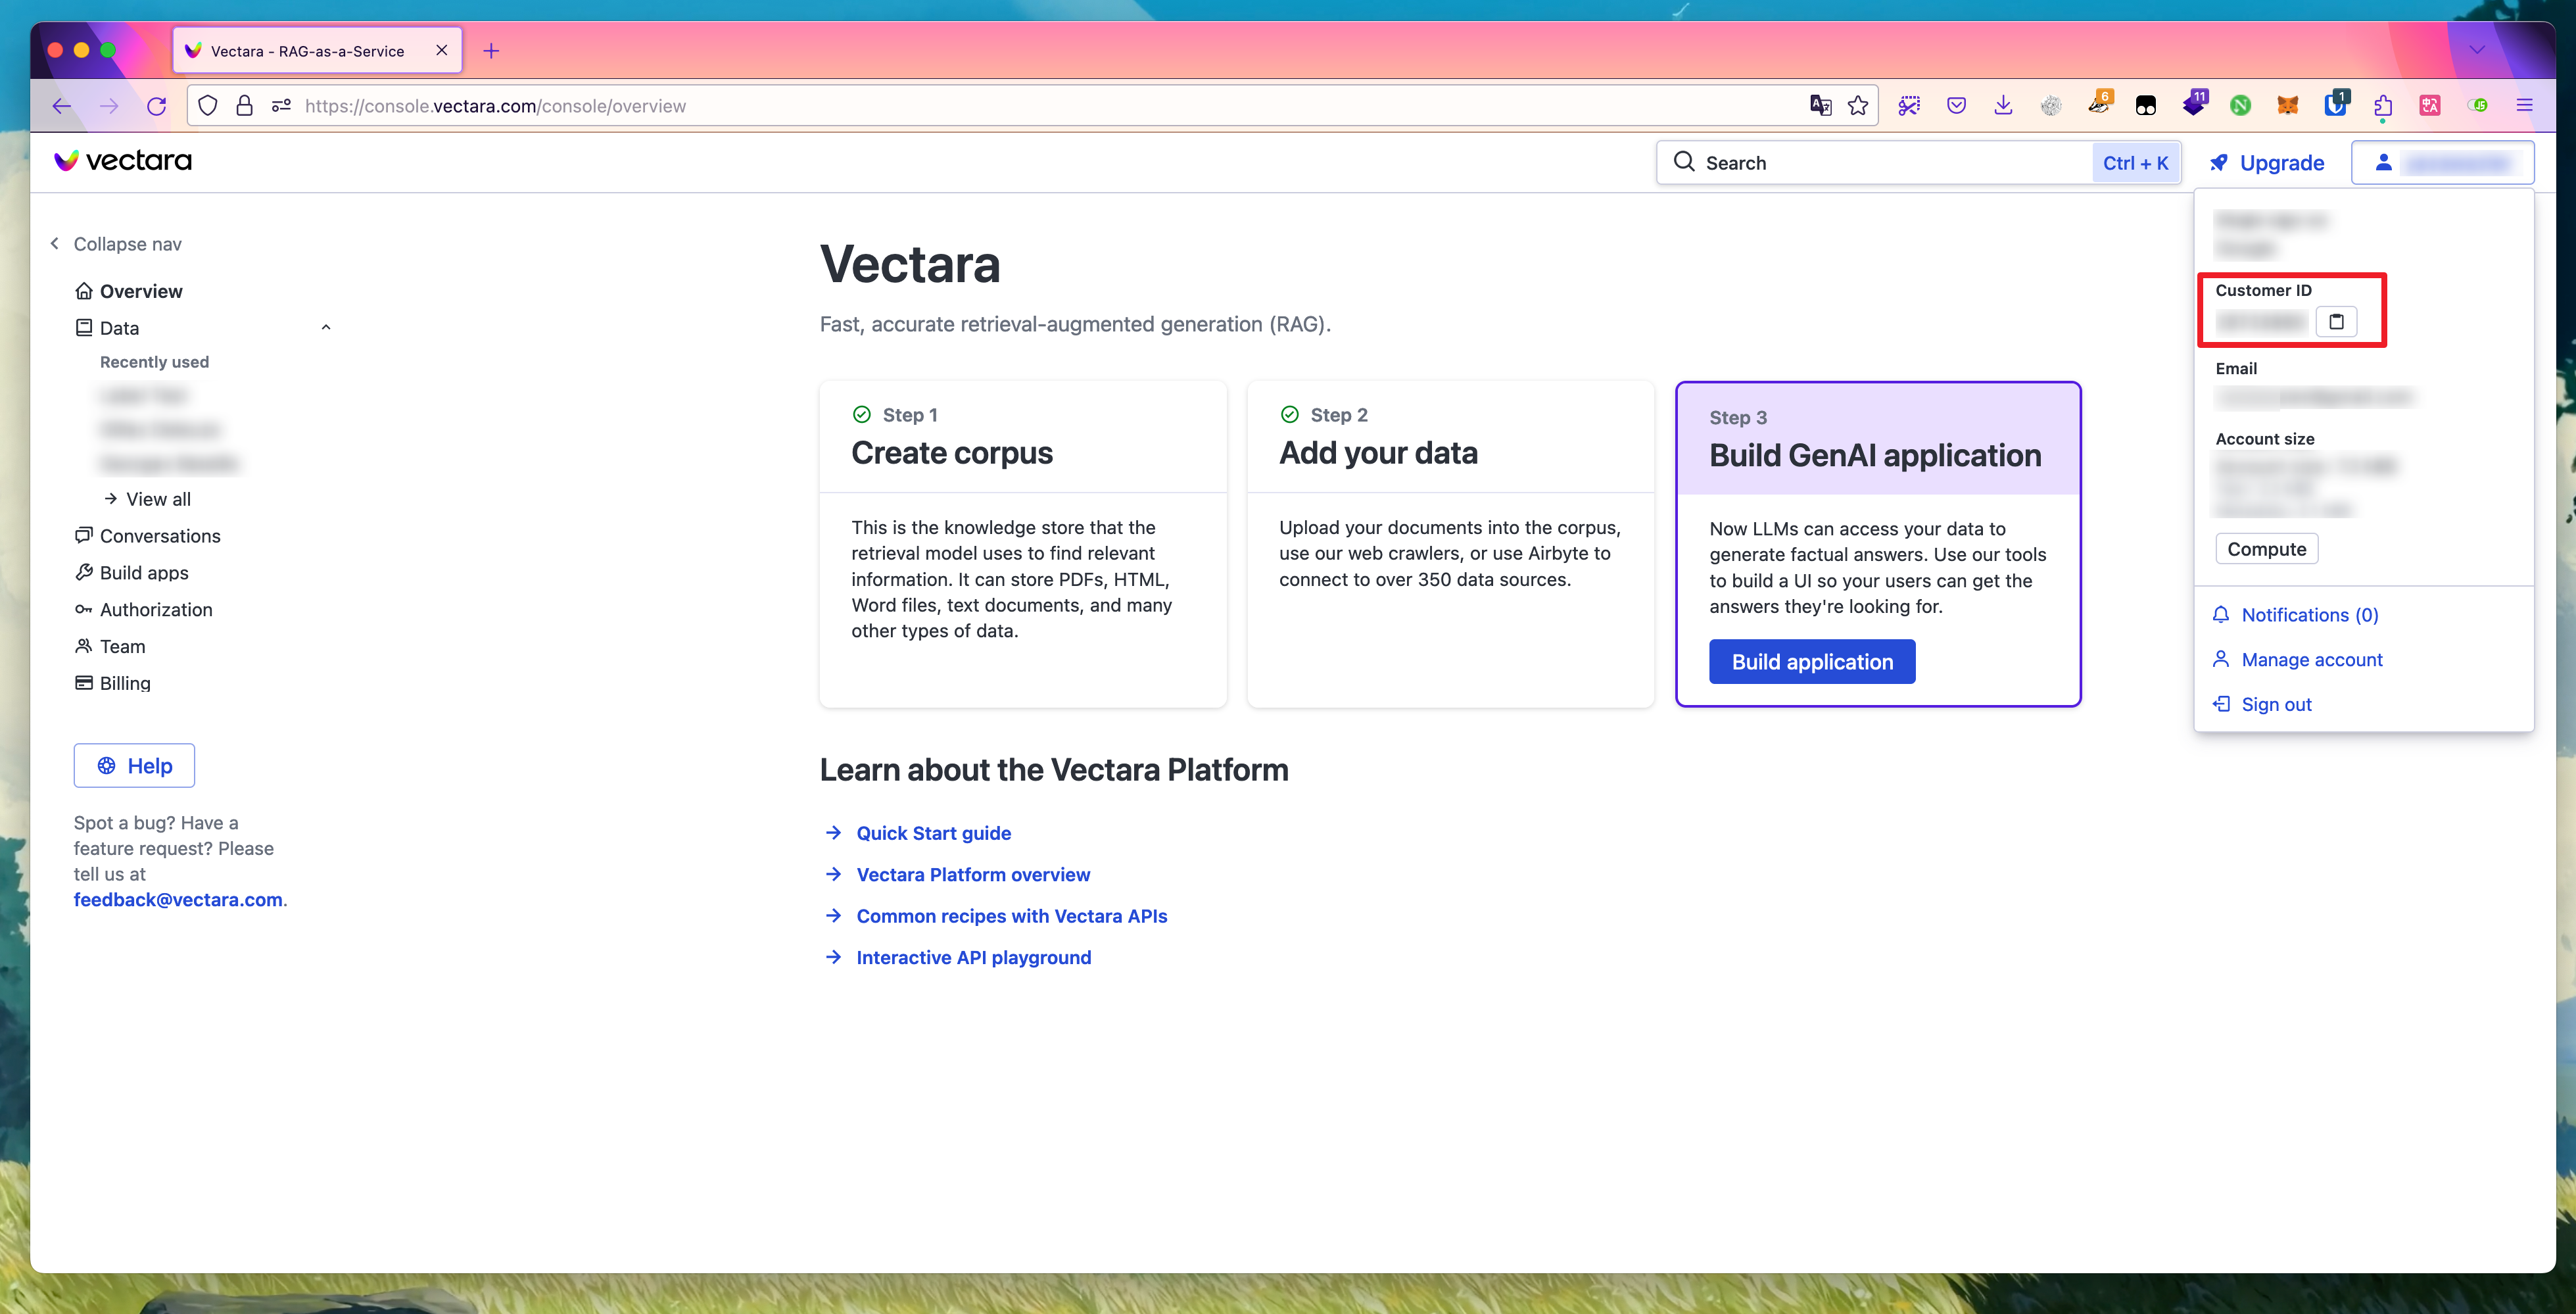 Vectara - RAG-as-a-Service
https://console.vectara.com/console/overview
6
11
1
vectara
Search
Ctrl + K
Upgrade
Collapse nav
Overview
Data
Recently used
View all
Conversations
Build apps
Authorization
Team
Billing
Help
Spot a bug? Have a
feature request? Please
tell us at
feedback@vectara.com.
Vectara
Fast, accurate retrieval-augmented generation (RAG).
Step 1
Create corpus
This is the knowledge store that the
retrieval model uses to find relevant
information. It can store PDFs, HTML,
Word files, text documents, and many
other types of data.
Step 2
Add your data
Upload your documents into the corpus,
use our web crawlers, or use Airbyte to
connect to over 350 data sources.
Step 3
Build GenAI application
Now LLMs can access your data to
generate factual answers. Use our tools
to build a UI so your users can get the
answers they're looking for.
Build application
Learn about the Vectara Platform
Quick Start guide
Vectara Platform overview
Common recipes with Vectara APIs
Interactive API playground
Customer ID
Email
Account size
Compute
Notifications (0)
Manage account
Sign out